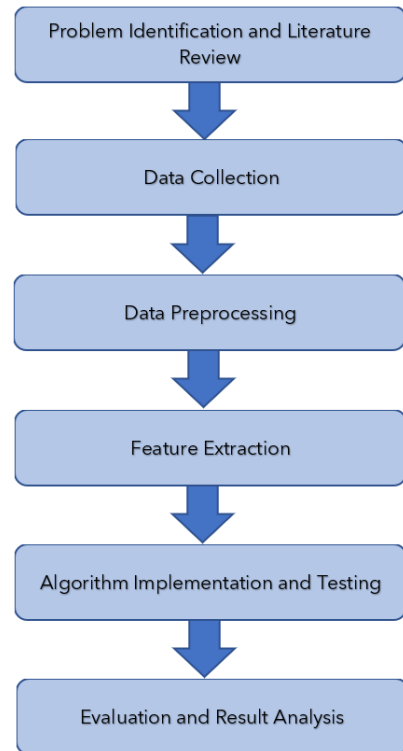 Problem Identification and Literature
Review
Data Collection
Data Preprocessing
Feature Extraction
Algorithm Implementation and Testing
Evaluation and Result Analysis